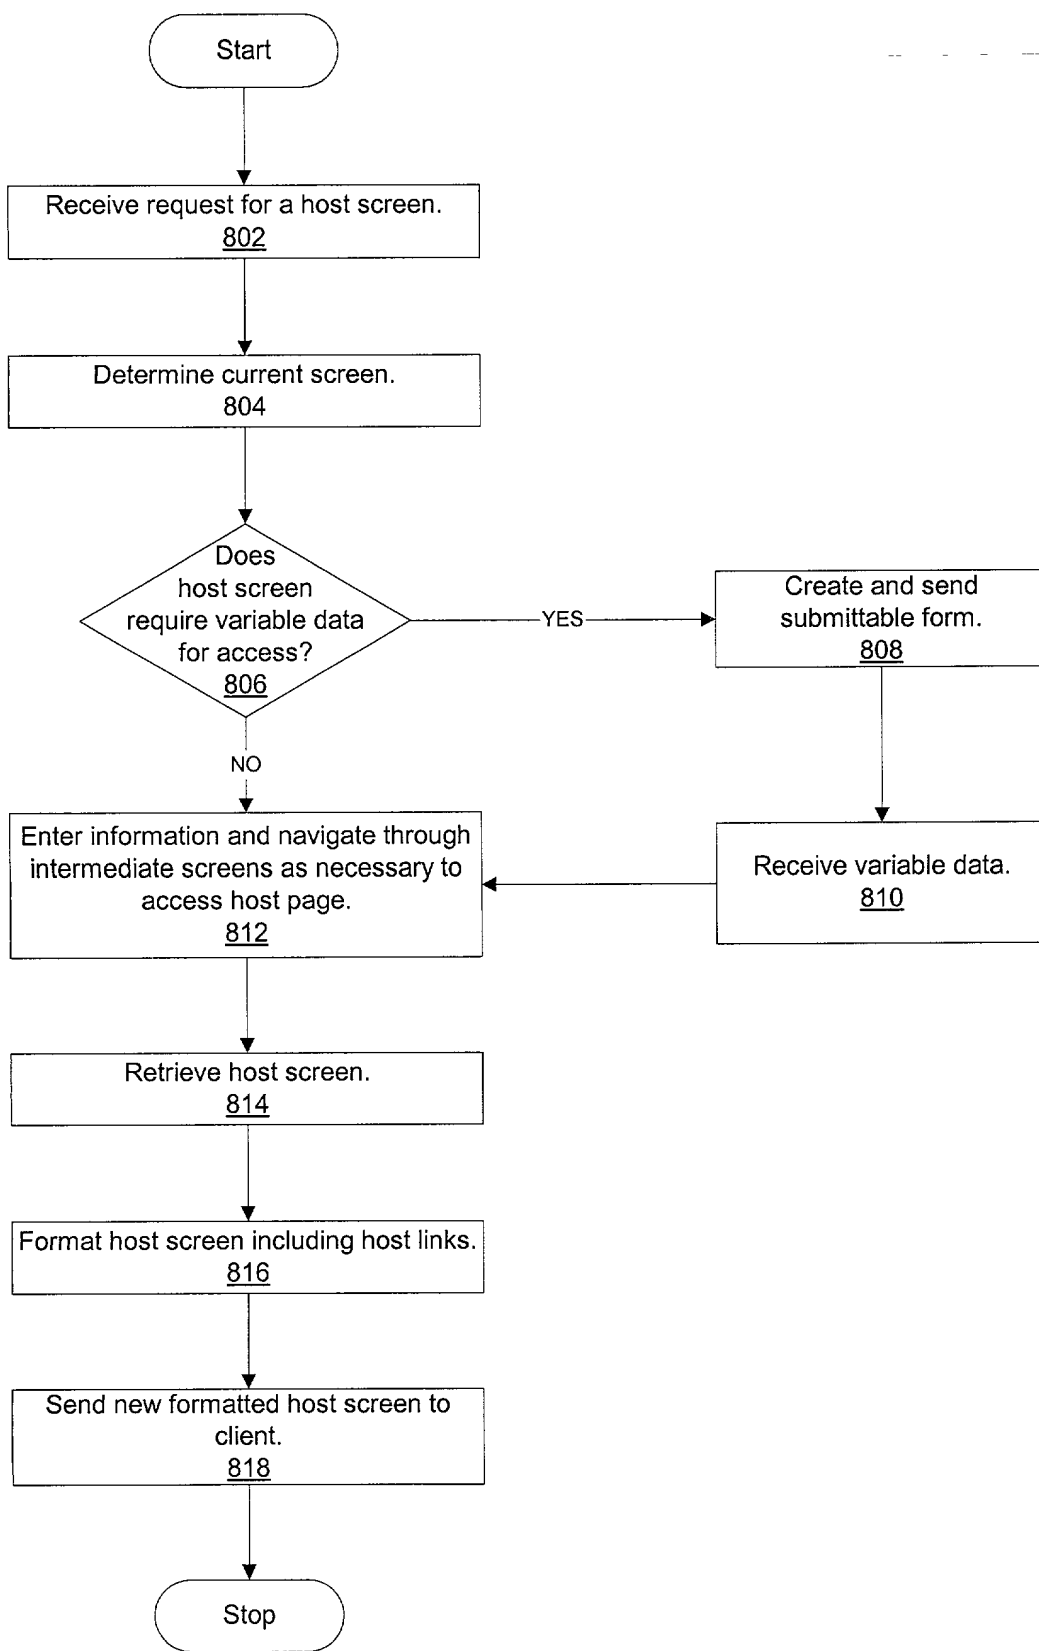 Start
Receive request for a host screen.
802
Determine current screen.
804
Does
host screen
require variable data
for access?
806
YES
Create and send
submittable form.
808
NO
Receive variable data.
810
Enter information and navigate through
intermediate screens as necessary to
access host page.
812
Retrieve host screen.
814
Format host screen including host links.
816
Send new formatted host screen to
client.
818
Stop